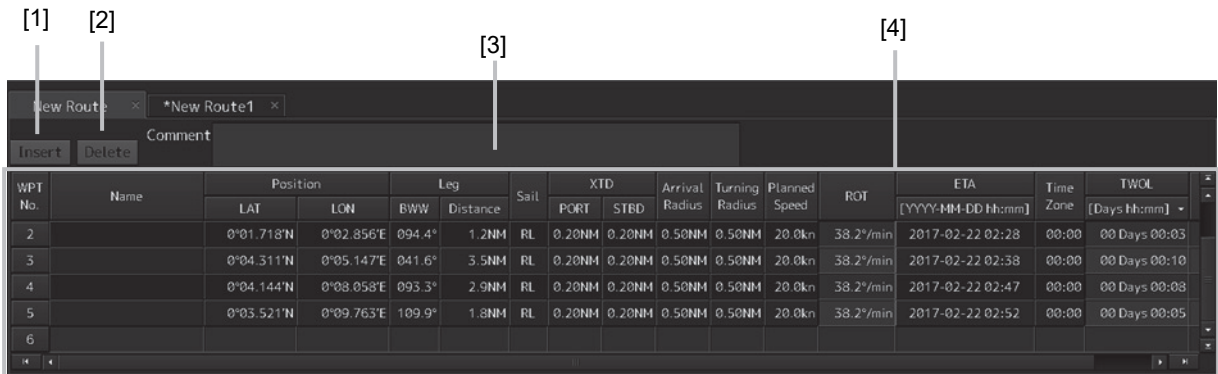 [1] [2] [3] [4]
New Route × *New Route1 ×
Insert Delete Comment
WPT No. Name Position Leg Sail XTD Arrival Radius Turning Radius Planned Speed ROT ETA Time Zone TWOL
LAT LON BWW Distance PORT STBD [YYYY-MM-DD hh:mm] [Days hh:mm]
2 0°01.718'N 0°02.856'E 094.4° 1.2NM RL 0.20NM 0.20NM 0.50NM 0.50NM 20.0kn 38.2°/min 2017-02-22 02:28 00:00 00 Days 00:03
3 0°04.311'N 0°05.147'E 041.6° 3.5NM RL 0.20NM 0.20NM 0.50NM 0.50NM 20.0kn 38.2°/min 2017-02-22 02:38 00:00 00 Days 00:10
4 0°04.144'N 0°08.058'E 093.3° 2.9NM RL 0.20NM 0.20NM 0.50NM 0.50NM 20.0kn 38.2°/min 2017-02-22 02:47 00:00 00 Days 00:08
5 0°03.521'N 0°09.763'E 109.9° 1.8NM RL 0.20NM 0.20NM 0.50NM 0.50NM 20.0kn 38.2°/min 2017-02-22 02:52 00:00 00 Days 00:05
6